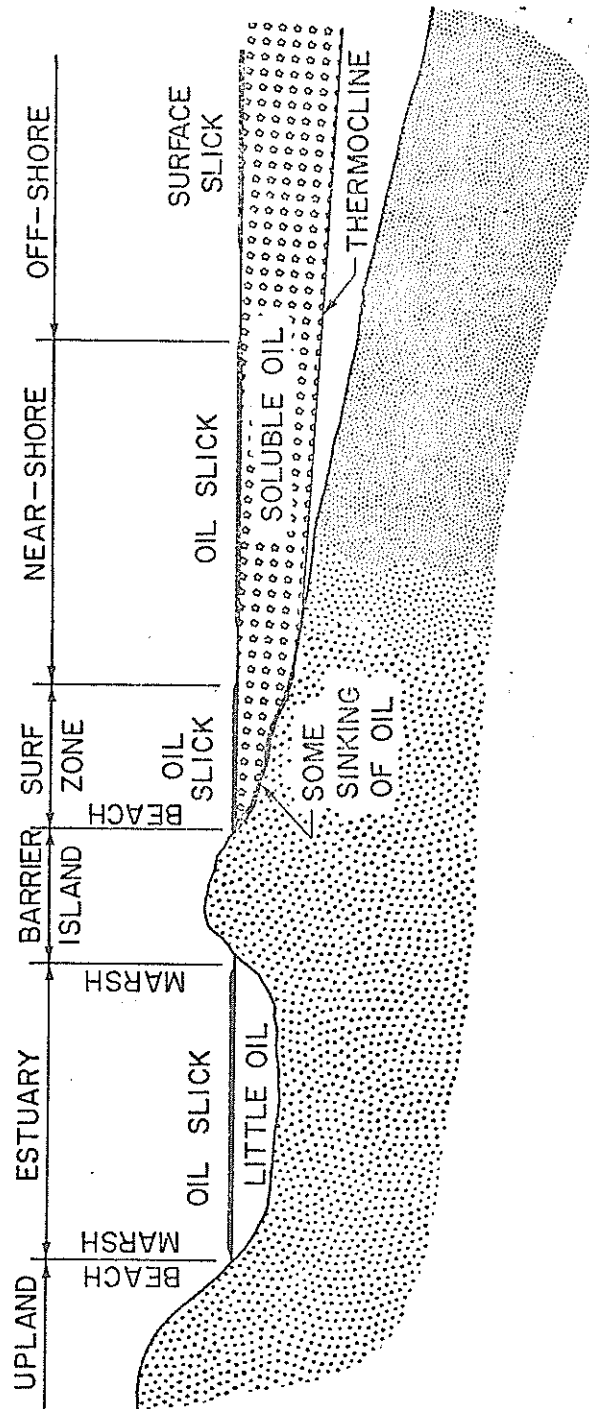 UPLAND
ESTUARY
BARRIER
ISLAND
SURF
ZONE
NEAR-SHORE
OFF-SHORE
BEACH
MARSH
OIL SLICK
MARSH
BEACH
OIL
SLICK
OIL SLICK
SURFACE
SLICK
LITTLE OIL
SOLUBLE OIL
SOME
SINKING
OF OIL
THERMOCLINE